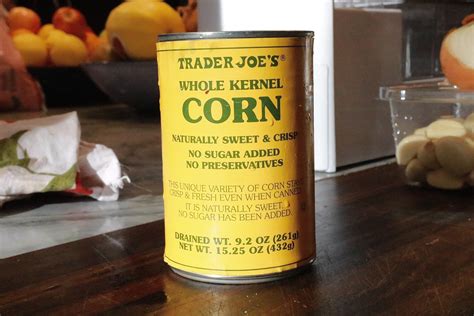 TRADER JOE'S®
WHOLE KERNEL
CORN
NATURALLY SWEET & CRISP
NO SUGAR ADDED
NO PRESERVATIVES
THIS UNIQUE VARIETY OF CORN STAYS
CRISP & FRESH EVEN WHEN CANNED.
IT IS NATURALLY SWEET.
NO SUGAR HAS BEEN ADDED.
DRAINED WT. 9.2 OZ (261g)
NET WT. 15.25 OZ (432g)